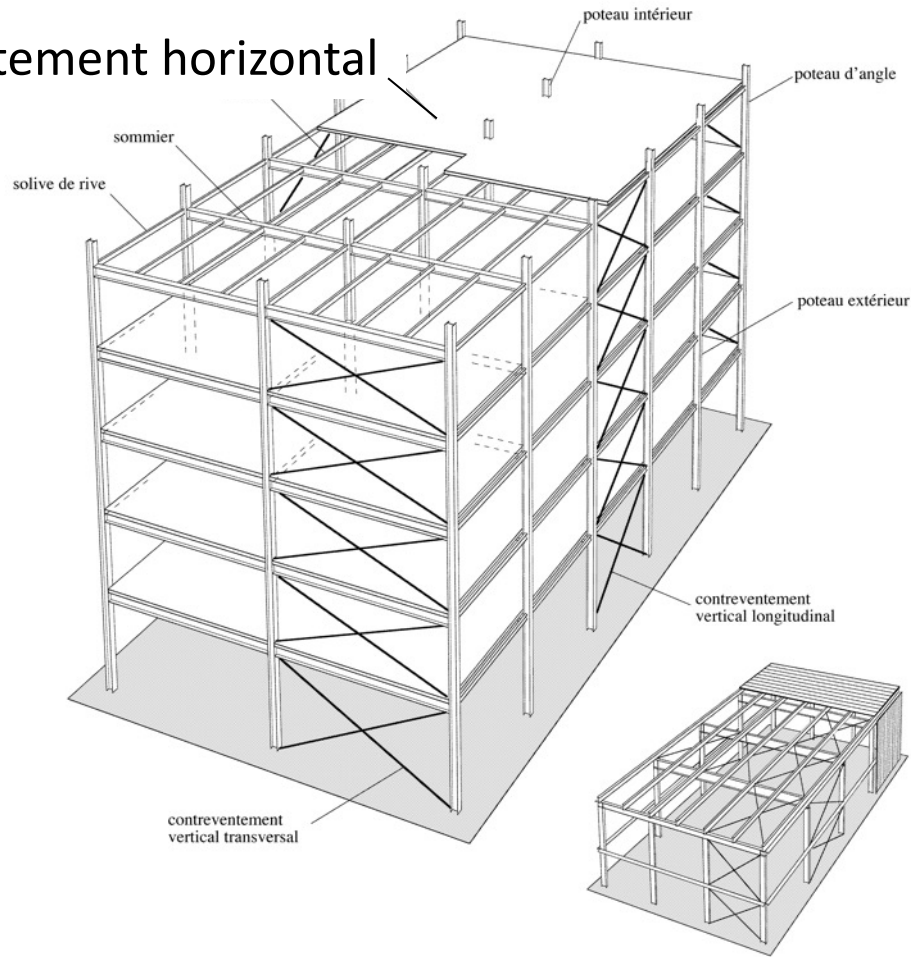 poteau intérieur
tement horizontal
poteau d'angle
sommier
solive de rive
poteau extérieur
contreventement
vertical longitudinal
contreventement
vertical transversal